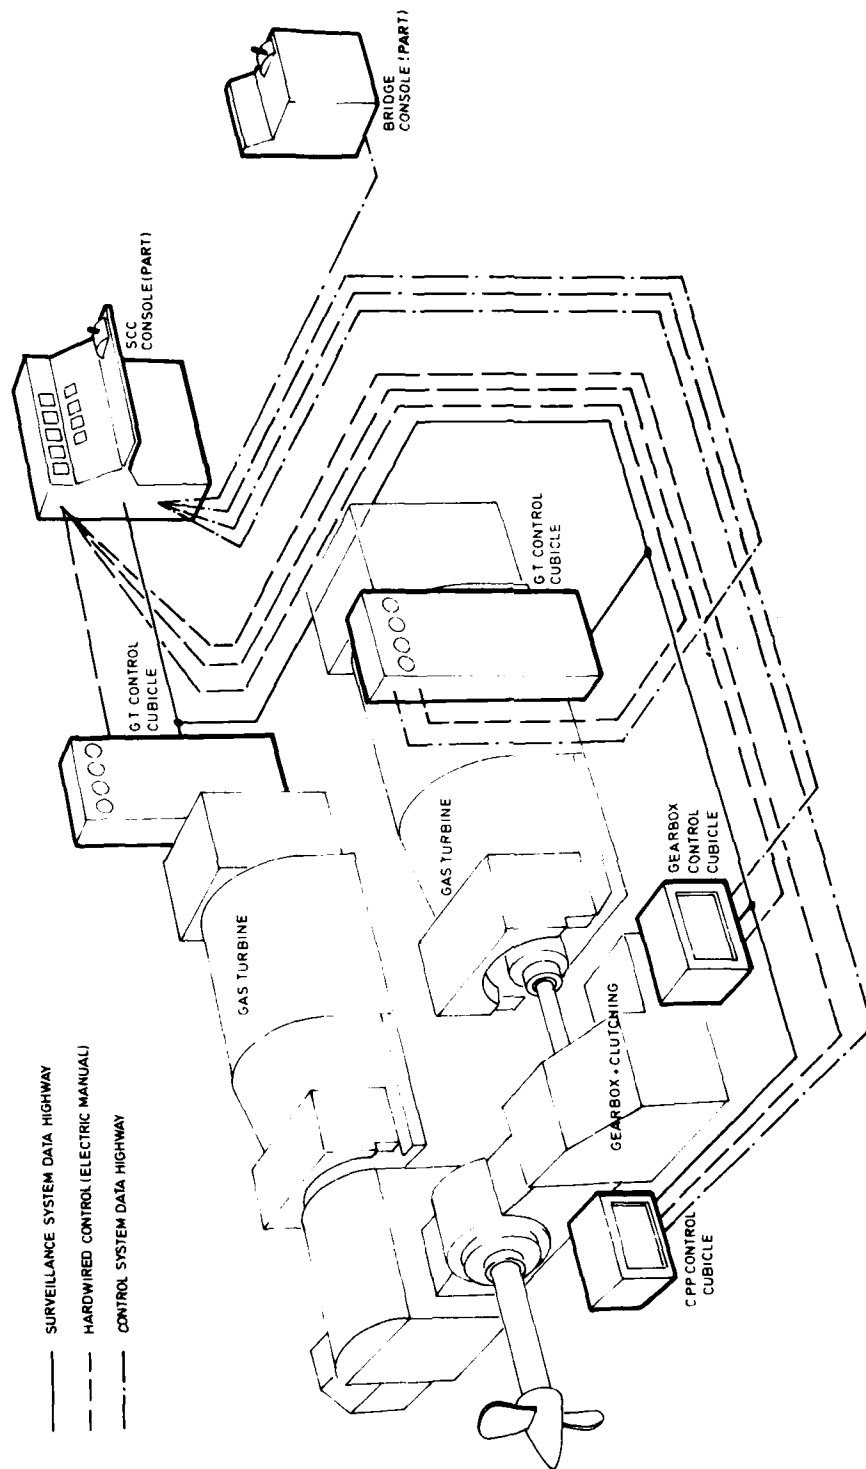 SURVEILLANCE SYSTEM DATA HIGHWAY
HARDWIRED CONTROL (ELECTRIC MANUAL)
CONTROL SYSTEM DATA HIGHWAY
SCC
CONSOLE (PART)
BRIDGE
CONSOLE (PART)
GT CONTROL
CUBICLE
GT CONTROL
CUBICLE
GAS TURBINE
GAS TURBINE
GEARBOX
CONTROL
CUBICLE
GEARBOX + CLUTCHING
CPP CONTROL
CUBICLE